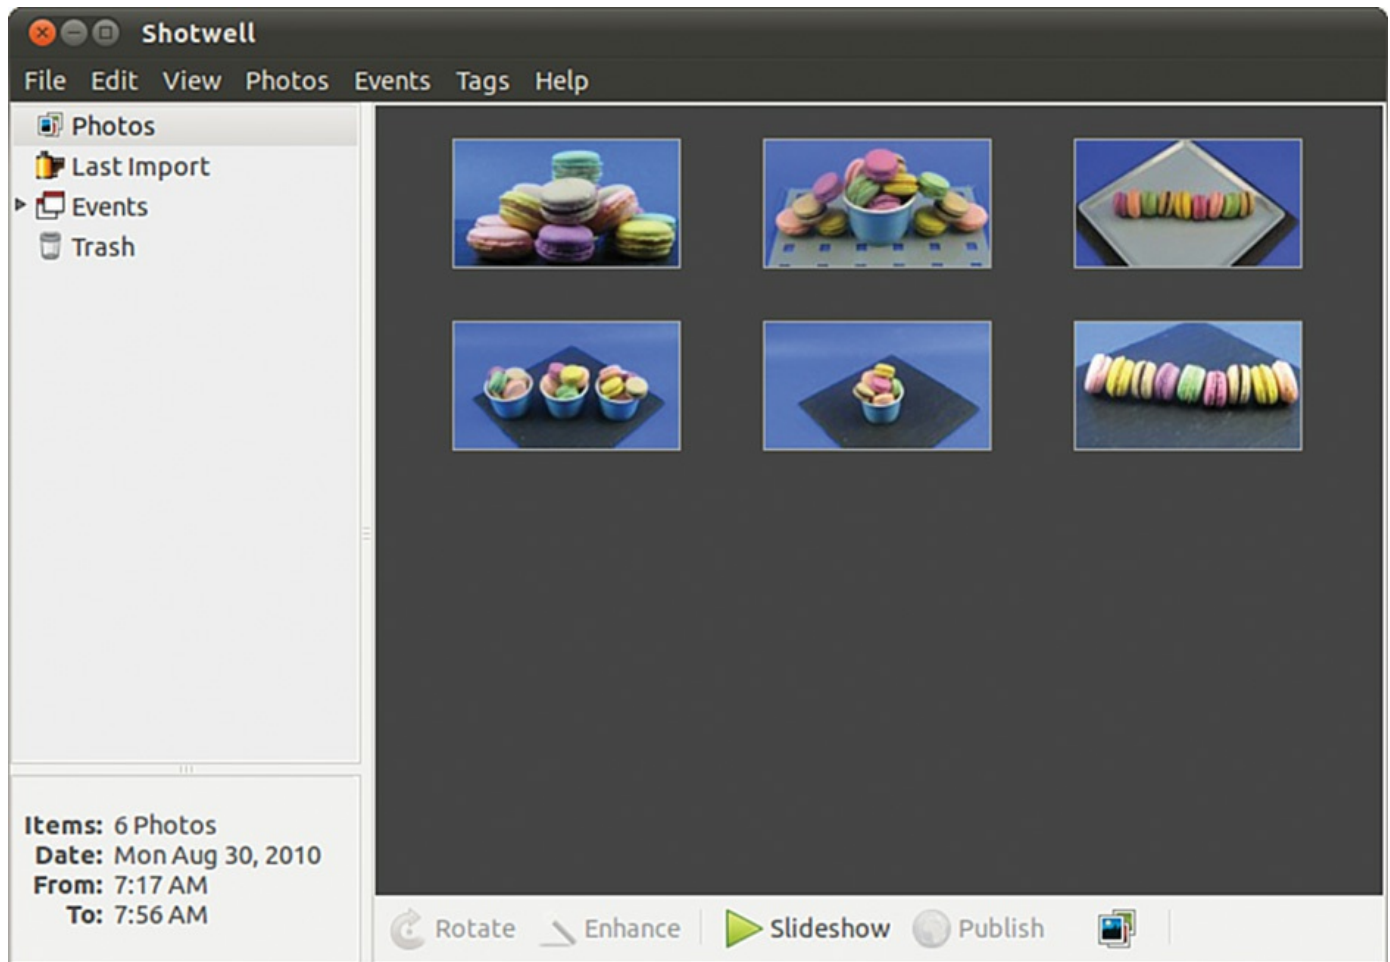 Shotwell
File Edit View Photos Events Tags Help
Photos
Last Import
Events
Trash
Items: 6 Photos
Date: Mon Aug 30, 2010
From: 7:17 AM
To: 7:56 AM
Rotate Enhance Slideshow Publish